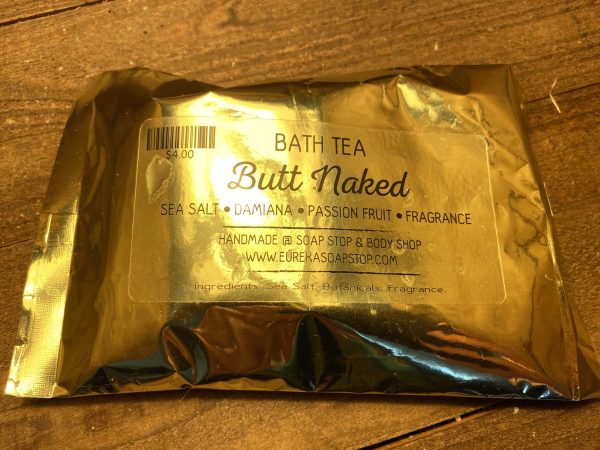 $4.00
BATH TEA
Butt Naked
SEA SALT • DAMIANA • PASSION FRUIT • FRAGRANCE
HANDMADE @ SOAP STOP & BODY SHOP
WWW.EUREKASOAPSTOP.COM
Ingredients: Sea Salt, Botanicals, Fragrance.